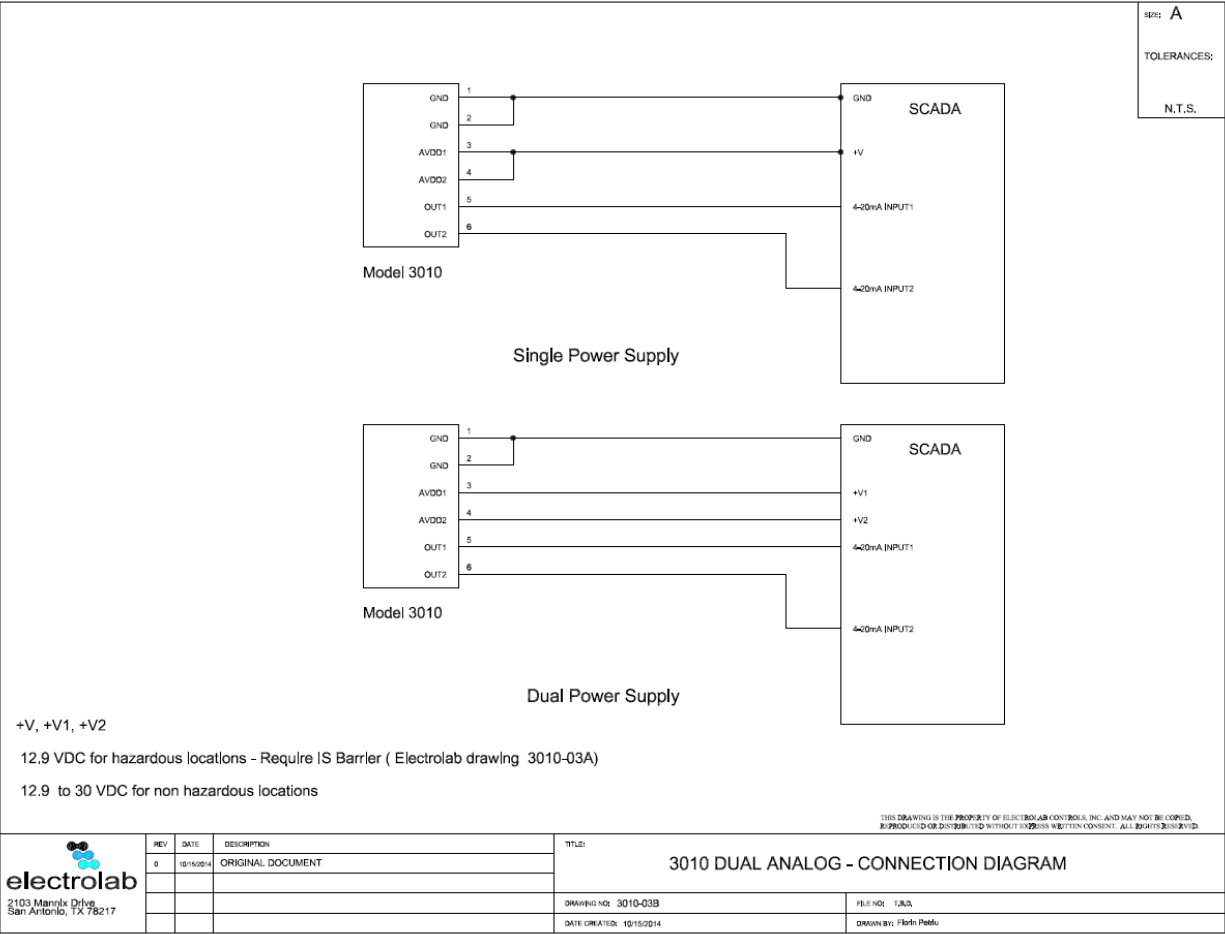 SIZE: A
TOLERANCES:
N.T.S.
GND 1
GND 2
AVDD1 3
AVDD2 4
OUT1 5
OUT2 6
Model 3010
GND
SCADA
+V
4-20mA INPUT1
4-20mA INPUT2
Single Power Supply
GND 1
GND 2
AVDD1 3
AVDD2 4
OUT1 5
OUT2 6
Model 3010
GND
SCADA
+V1
+V2
4-20mA INPUT1
4-20mA INPUT2
Dual Power Supply
+V, +V1, +V2
12.9 VDC for hazardous locations - Require IS Barrier ( Electrolab drawing 3010-03A)
12.9 to 30 VDC for non hazardous locations
THIS DRAWING IS THE PROPERTY OF ELECTROLAB CONTROLS, INC. AND MAY NOT BE COPIED,
REPRODUCED OR DISTRIBUTED WITHOUT EXPRESS WRITTEN CONSENT. ALL RIGHTS RESERVED.
electrolab
2103 Mannix Drive
San Antonio, TX 78217
REV DATE DESCRIPTION
0 10/15/2014 ORIGINAL DOCUMENT
TITLE:
3010 DUAL ANALOG - CONNECTION DIAGRAM
DRAWING NO: 3010-03B
FILE NO: T.B.D.
DATE CREATED: 10/15/2014
DRAWN BY: Florin Petriu